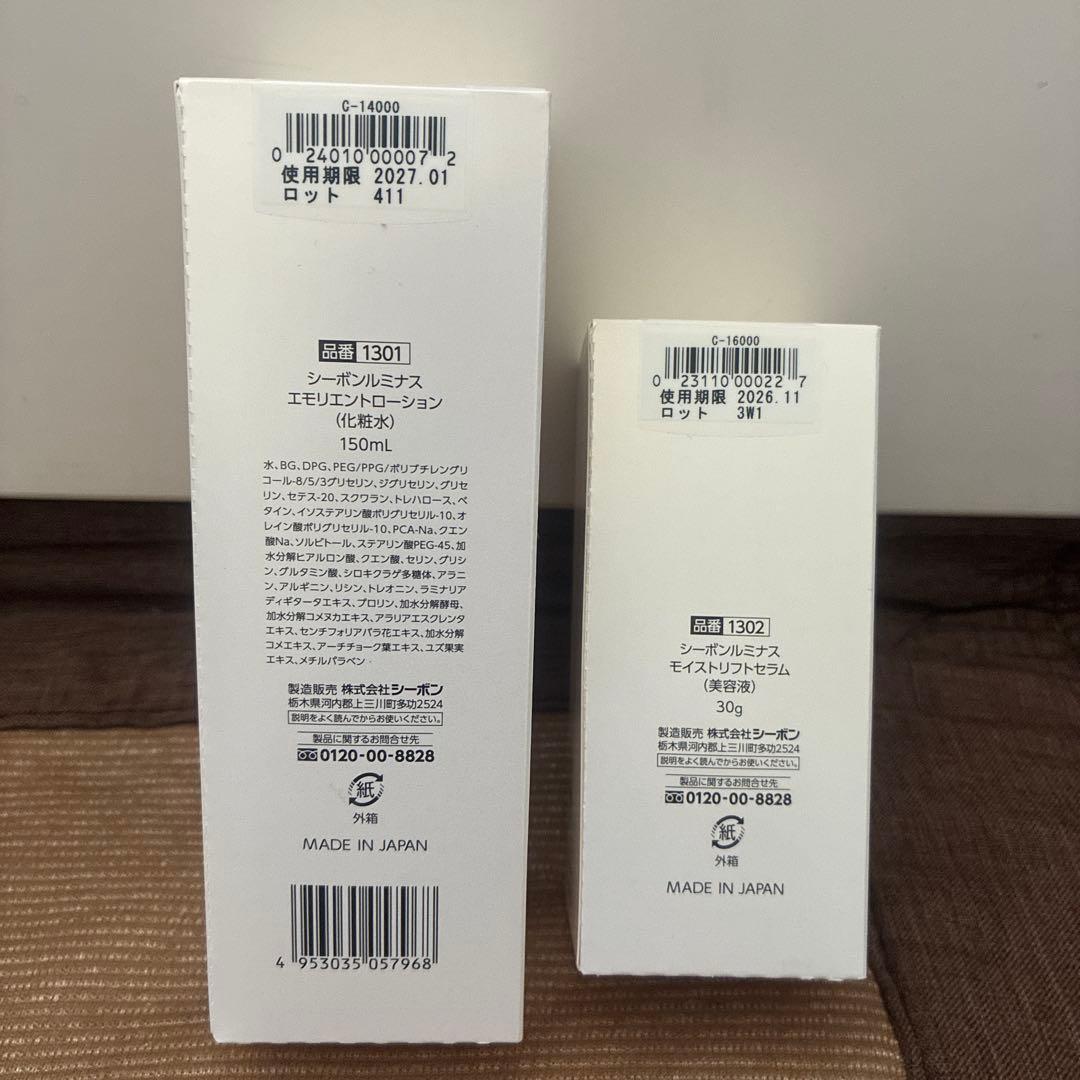 C-14000
0 24010 00007 2
使用期限 2027.01
ロット 411
品番 1301
シーボンルミナス
エモリエントローション
(化粧水)
150mL
水、BG、DPG、PEG/PPG/ポリブチレングリ
コール-8/5/3グリセリン、ジグリセリン、グリセ
リン、セテス-20、スクワラン、トレハロース、ベ
タイン、イソステアリン酸ポリグリセリル-10、オ
レイン酸ポリグリセリル-10、PCA-Na、クエン
酸Na、ソルビトール、ステアリン酸PEG-45、加
水分解ヒアルロン酸、クエン酸、セリン、グリシ
ン、グルタミン酸、シロキクラゲ多糖体、アラニ
ン、アルギニン、リシン、トレオニン、ラミナリア
ディギタータエキス、プロリン、加水分解酵母、
加水分解コメヌカエキス、アラリアエスクレンタ
エキス、センチフォリアバラ花エキス、加水分解
コメエキス、アーチチョーク葉エキス、ユズ果実
エキス、メチルパラベン
製造販売 株式会社シーボン
栃木県河内郡上三川町多功2524
説明をよく読んでからお使いください。
製品に関するお問合せ先
0120-00-8828
紙
外箱
MADE IN JAPAN
4 953035 057968
C-16000
0 23110 00022 7
使用期限 2026.11
ロット 3W1
品番 1302
シーボンルミナス
モイストリフトセラム
(美容液)
30g
製造販売 株式会社シーボン
栃木県河内郡上三川町多功2524
説明をよく読んでからお使いください。
製品に関するお問合せ先
0120-00-8828
紙
外箱
MADE IN JAPAN